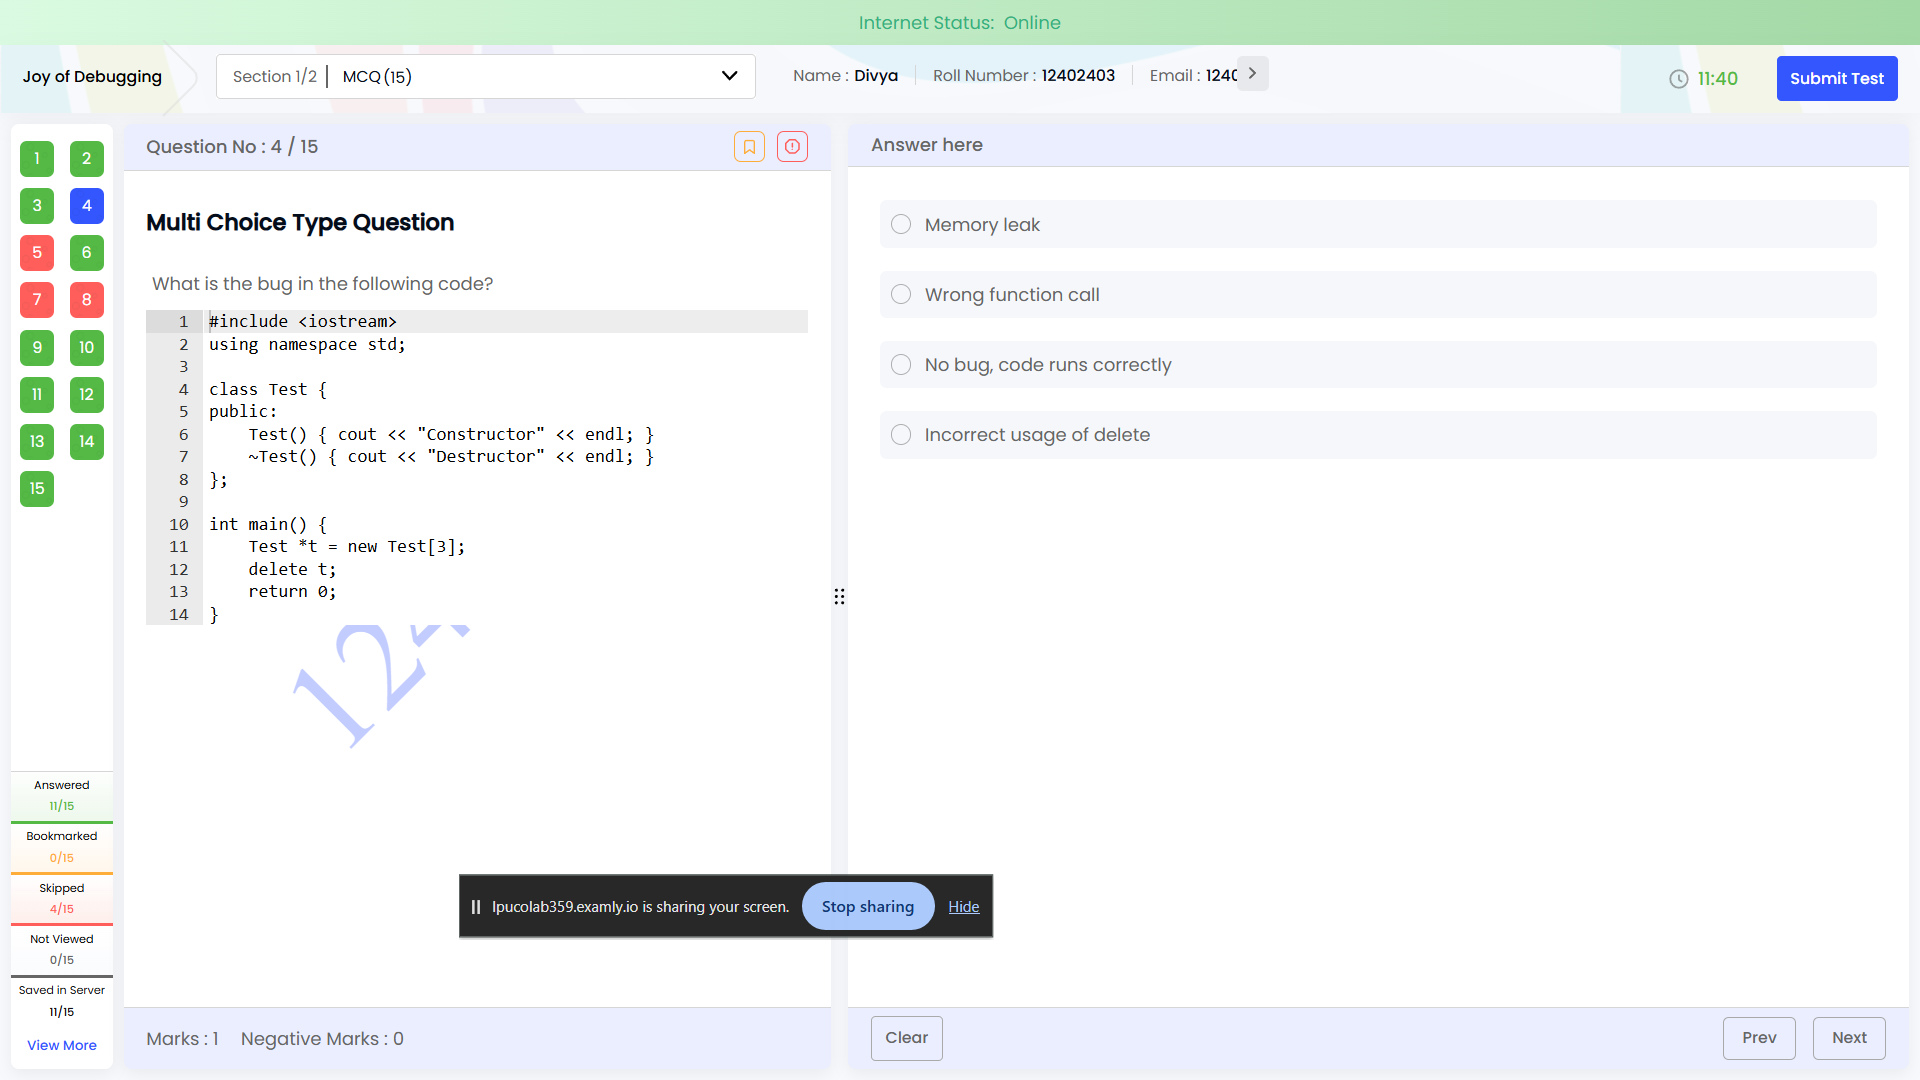 Internet Status: Online
Joy of Debugging
Section 1/2 | MCQ (15)
Name : Divya
Roll Number : 12402403
Email : 1240
11:40
Submit Test
1 2
3 4
5 6
7 8
9 10
11 12
13 14
15
Answered
11/15
Bookmarked
0/15
Skipped
4/15
Not Viewed
0/15
Saved in Server
11/15
View More
Question No : 4 / 15
Multi Choice Type Question
What is the bug in the following code?
1 #include <iostream>
2 using namespace std;
3
4 class Test {
5 public:
6     Test() { cout << "Constructor" << endl; }
7     ~Test() { cout << "Destructor" << endl; }
8 };
9
10 int main() {
11     Test *t = new Test[3];
12     delete t;
13     return 0;
14 }
124
Marks : 1 Negative Marks : 0
Answer here
Memory leak
Wrong function call
No bug, code runs correctly
Incorrect usage of delete
lpucolab359.examly.io is sharing your screen.
Stop sharing
Hide
Clear
Prev
Next